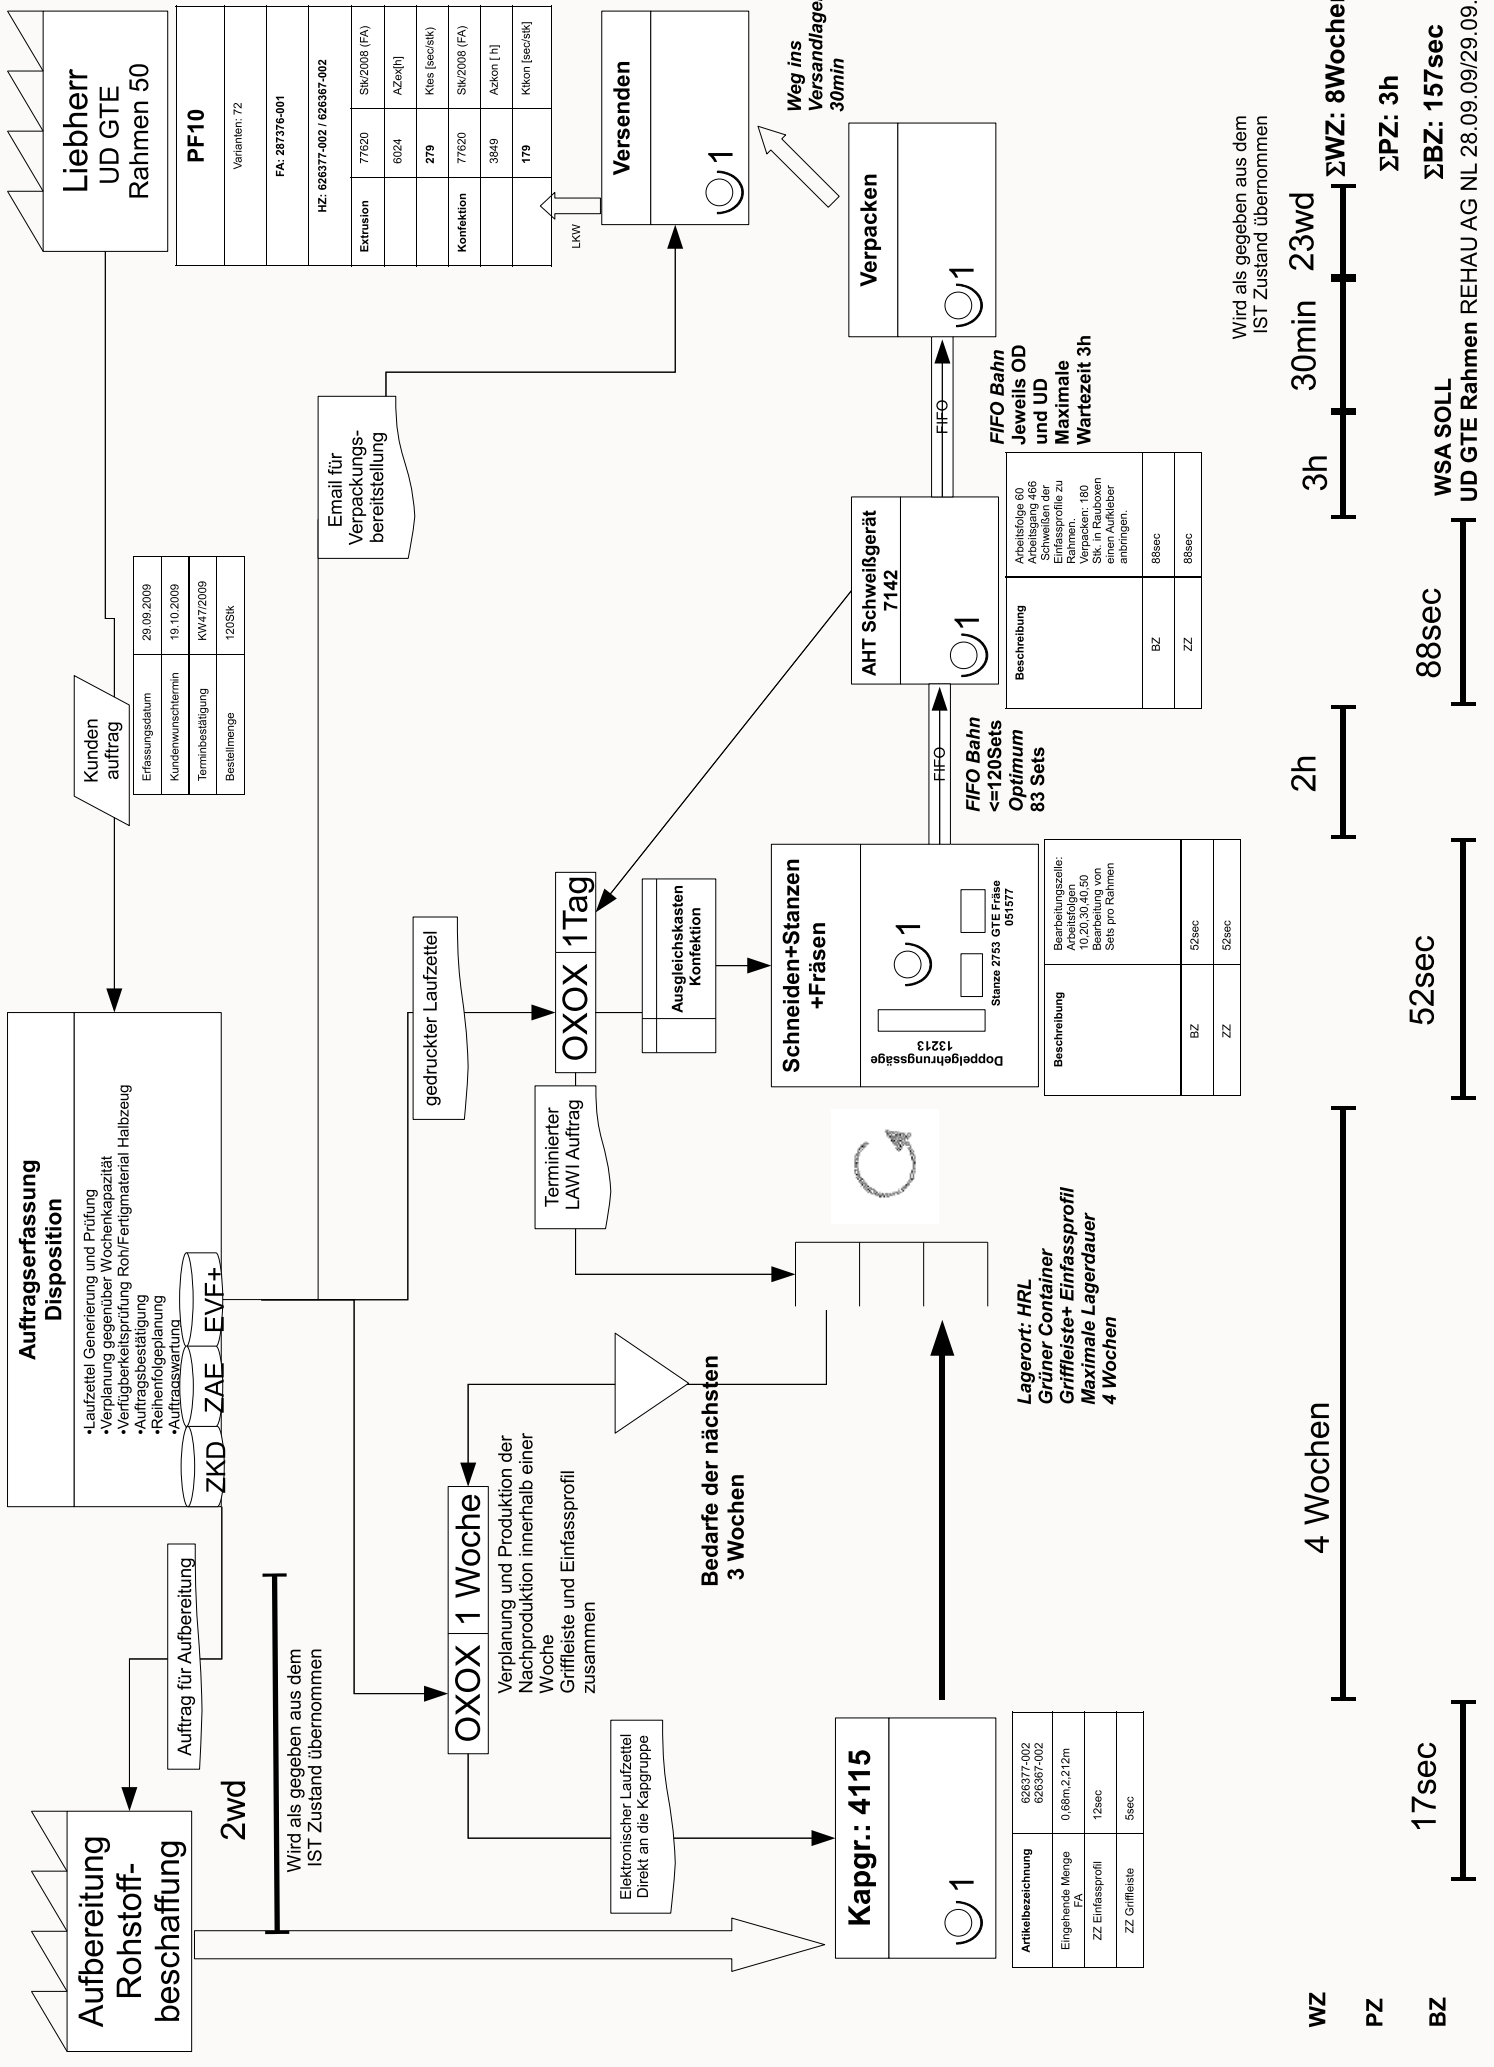 Aufbereitung
Rohstoff-
beschaffung
Auftrag für Aufbereitung
2wd
Wird als gegeben aus dem
IST Zustand übernommen
Auftragserfassung
Disposition
•Laufzettel Generierung und Prüfung
•Verplanung gegenüber Wochenkapazität
•Verfügberkeitsprüfung Roh/Fertigmaterial Halbzeug
•Auftragsbestätigung
•Reihenfolgeplanung
•Auftragswartung
ZKD
ZAE
EVF+
Kunden
auftrag
Erfassungsdatum 29.09.2009
Kundenwunschtermin 19.10.2009
Terminbestätigung KW47/2009
Bestellmenge 120Stk
Liebherr
UD GTE
Rahmen 50
PF10
Varianten: 72
FA: 287376-001
HZ: 626377-002 / 626367-002
Extrusion 77620 Stk/2008 (FA)
6024 AZex[h]
279 Ktes [sec/stk)
Konfektion 77620 Stk/2008 (FA)
3849 Azkon [ h]
179 Ktkon [sec/stk]
LKW
Email für
Verpackungs-
bereitstellung
gedruckter Laufzettel
OXOX 1 Woche
Verplanung und Produktion der
Nachproduktion innerhalb einer
Woche
Griffleiste und Einfassprofil
zusammen
Bedarfe der nächsten
3 Wochen
Terminierter
LAWI Auftrag
OXOX 1Tag
Ausgleichskasten
Konfektion
Elektronischer Laufzettel
Direkt an die Kapgruppe
Kapgr.: 4115
1
Artikelbezeichnung 626377-002
626367-002
Eingehende Menge 0,68m,2,212m
FA
ZZ Einfassprofil 12sec
ZZ Griffleiste 5sec
Lagerort: HRL
Grüner Container
Griffleiste+ Einfassprofil
Maximale Lagerdauer
4 Wochen
Schneiden+Stanzen
+Fräsen
1
Doppelgehrungssäge
13213
Stanze 2753 GTE Fräse
051577
Beschreibung
Bearbeitungszelle:
Arbeitsfolgen
10,20,30,40,50
Bearbeitung von
Sets pro Rahmen
BZ 52sec
ZZ 52sec
FIFO
FIFO Bahn
<=120Sets
Optimum
83 Sets
AHT Schweißgerät
7142
1
Beschreibung
Arbeitsfolge 60
Arbeitsgang 466
Schweißen der
Einfassprofile zu
Rahmen.
Verpacken: 180
Stk. in Rauboxen
einen Aufkleber
anbringen.
BZ 88sec
ZZ 88sec
FIFO
FIFO Bahn
Jeweils OD
und UD
Maximale
Wartezeit 3h
Verpacken
1
Weg ins
Versandlage
30min
Versenden
1
Wird als gegeben aus dem
IST Zustand übernommen
WZ 4 Wochen 2h 3h 30min 23wd ΣWZ: 8Wochen
PZ ΣPZ: 3h
BZ 17sec 52sec 88sec ΣBZ: 157sec
WSA SOLL
UD GTE Rahmen REHAU AG NL 28.09.09/29.09.